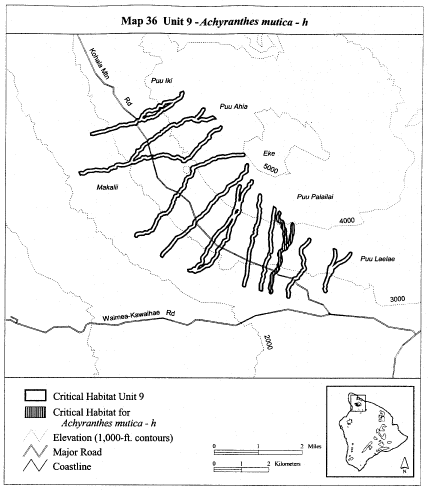 Map 36 Unit 9 - Achyranthes mutica - h
Kohala Mtn
Rd
Puu Iki
Puu Ahia
Eke
5000
Makalii
Puu Palailai
4000
Puu Laelae
3000
Waimea-Kawaihae Rd
2000
Critical Habitat Unit 9
Critical Habitat for
Achyranthes mutica - h
Elevation (1,000-ft. contours)
Major Road
Coastline
0 1 2 Miles
0 1 2 Kilometers
N